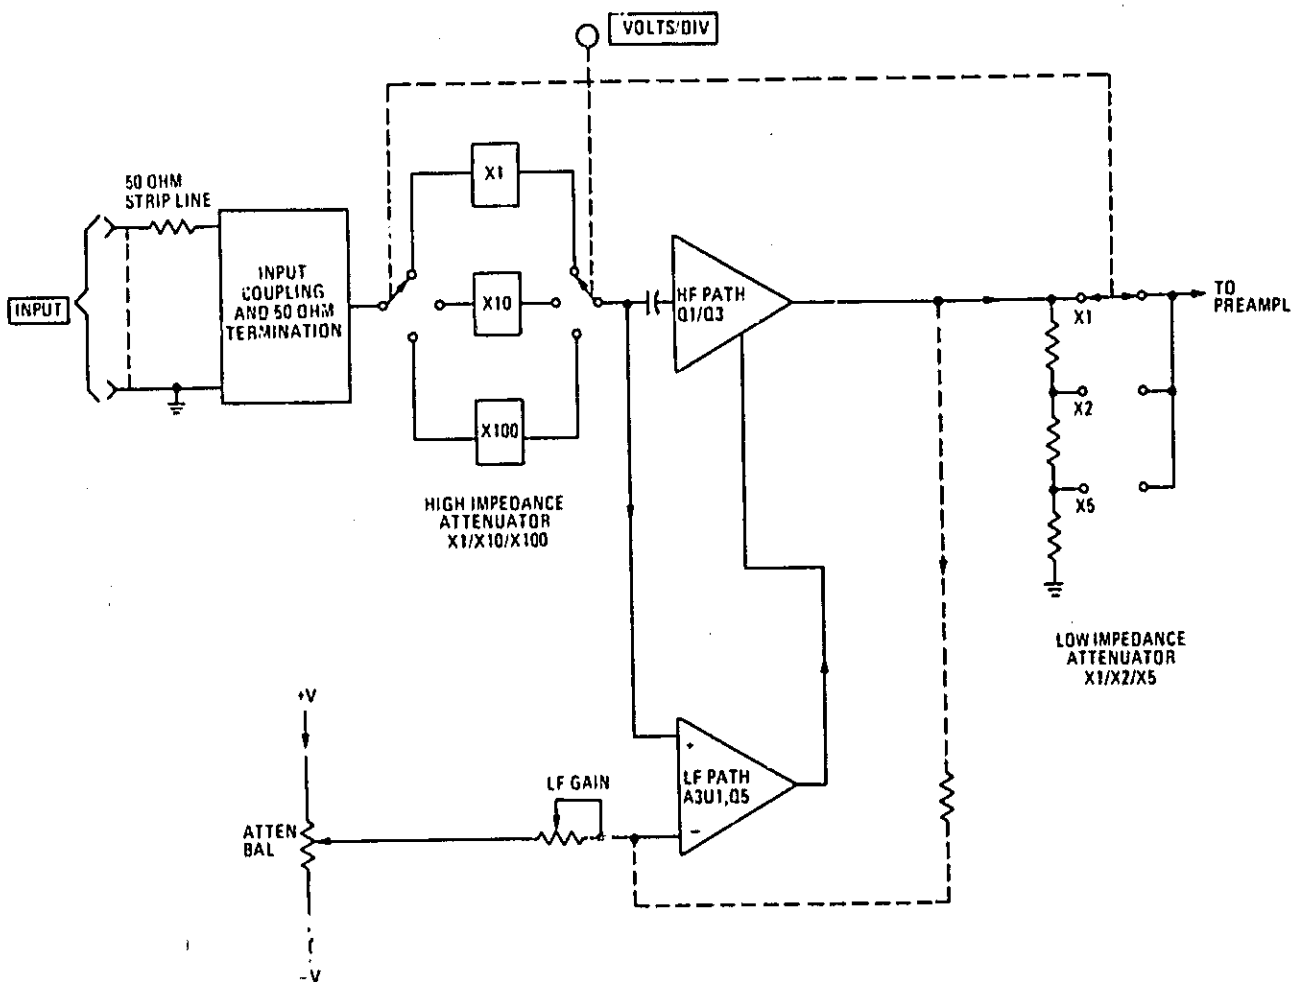 VOLTS/DIV
50 OHM
STRIP LINE
INPUT
INPUT
COUPLING
AND 50 OHM
TERMINATION
X1
X10
X100
HIGH IMPEDANCE
ATTENUATOR
X1/X10/X100
HF PATH
Q1/Q3
TO
PREAMPL
X1
X2
X5
LOW IMPEDANCE
ATTENUATOR
X1/X2/X5
+V
ATTEN
BAL
-V
LF GAIN
+
LF PATH
A3U1,Q5
-